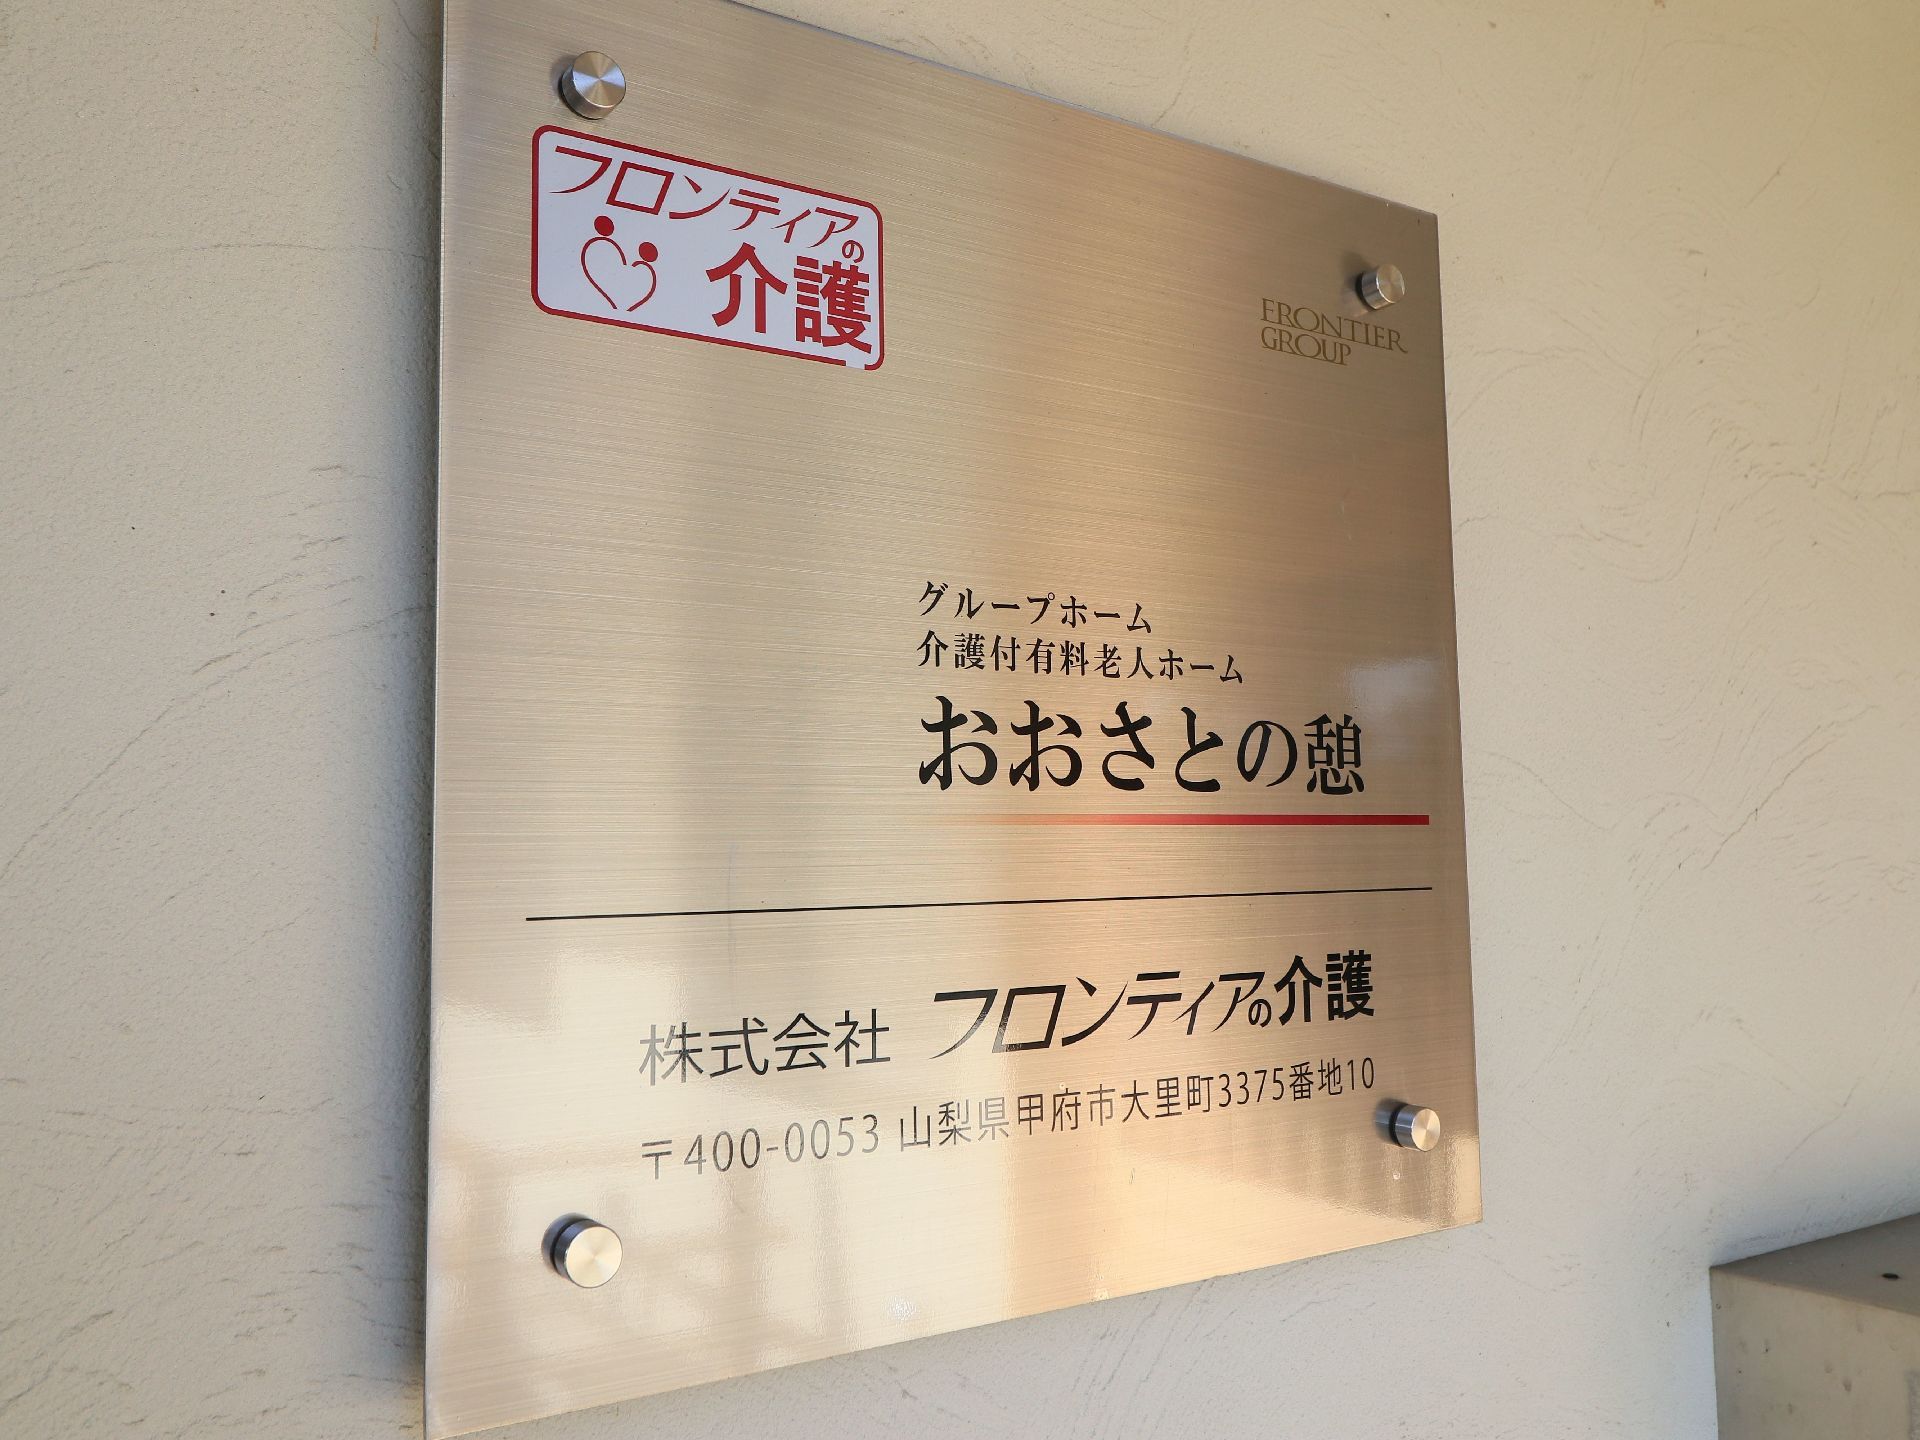 フロンティアの
介護
FRONTIER
GROUP
グループホーム
介護付有料老人ホーム
おおさとの憩
株式会社 フロンティアの介護
〒400-0053 山梨県甲府市大里町3375番地10